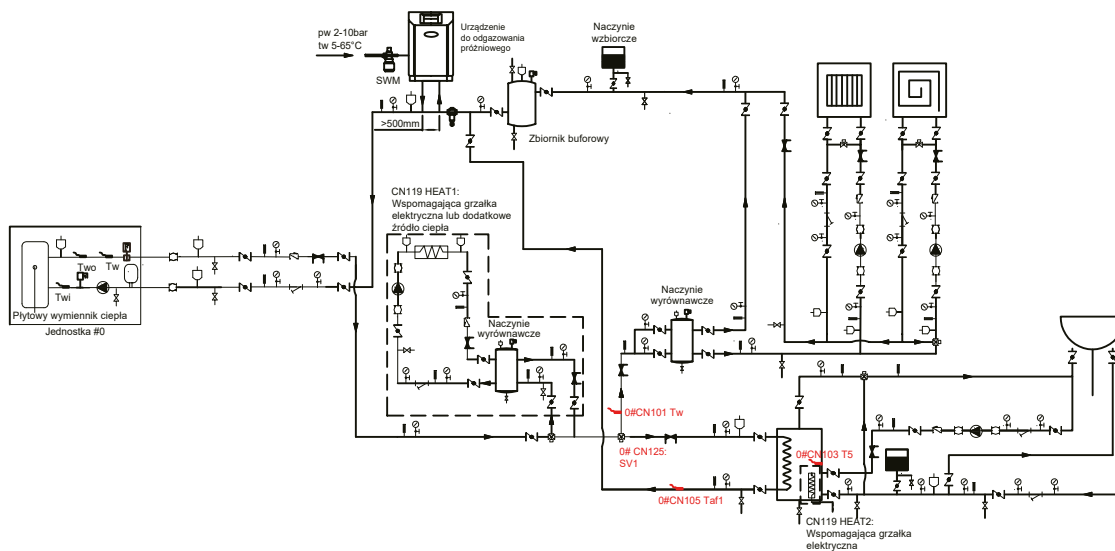 pw 2-10bar
tw 5-65°C
SWM
Urządzenie
do odgazowania
próżniowego
Naczynie
wzbiorcze
>500mm
Zbiornik buforowy
CN119 HEAT1:
Wspomagająca grzałka
elektryczna lub dodatkowe
źródło ciepła
Two
Tw
Twi
Płytowy wymiennik ciepła
Jednostka #0
Naczynie
wyrównawcze
Naczynie
wyrównawcze
0#CN101 Tw
0# CN125:
SV1
0#CN103 T5
0#CN105 Taf1
CN119 HEAT2:
Wspomagająca grzałka
elektryczna